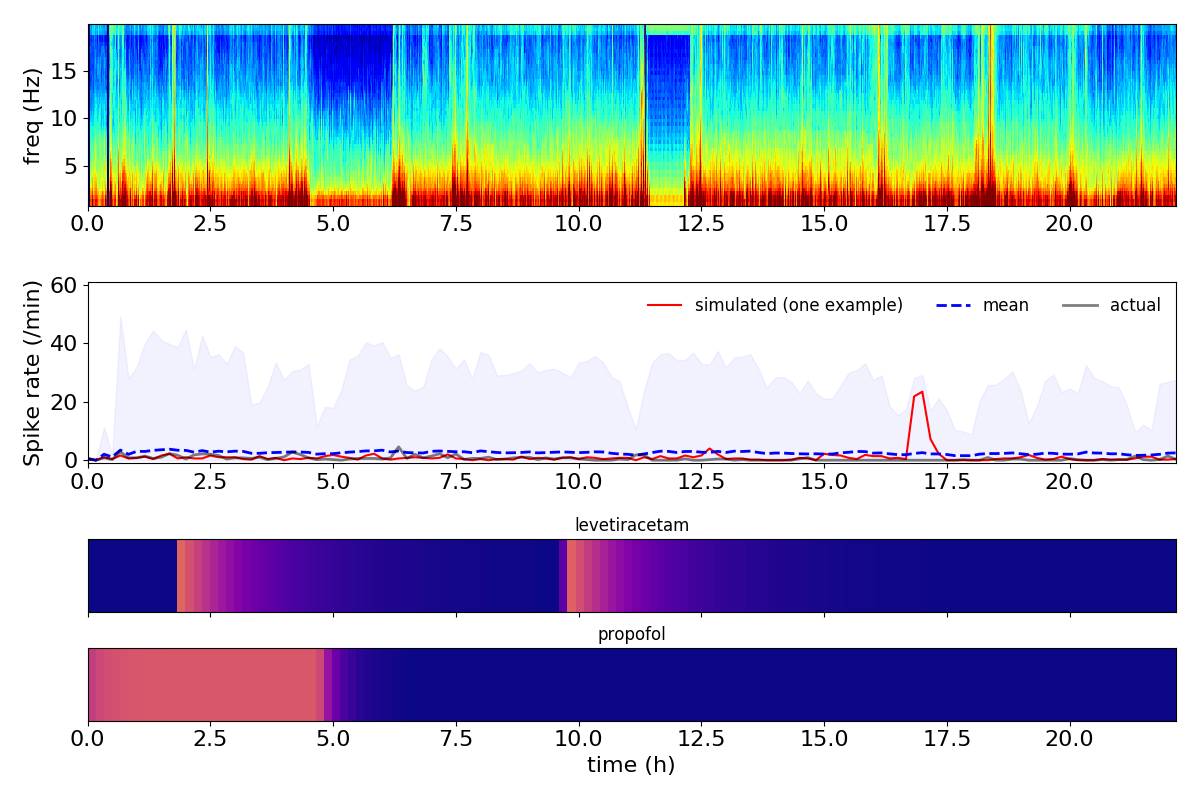 freq (Hz)
15
10
5
0.0 2.5 5.0 7.5 10.0 12.5 15.0 17.5 20.0
Spike rate (/min)
60
40
20
0
simulated (one example) mean actual
0.0 2.5 5.0 7.5 10.0 12.5 15.0 17.5 20.0
levetiracetam
propofol
0.0 2.5 5.0 7.5 10.0 12.5 15.0 17.5 20.0
time (h)